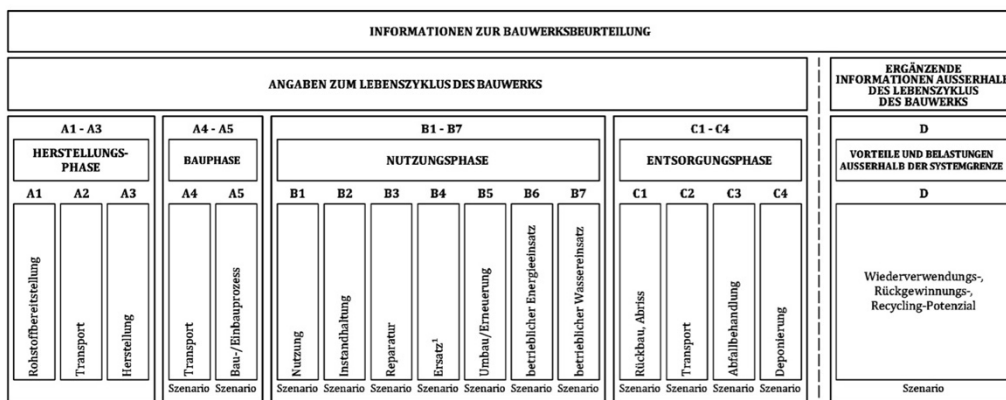 INFORMATIONEN ZUR BAUWERKSBEURTEILUNG
ANGABEN ZUM LEBENSZYKLUS DES BAUWERKS
ERGÄNZENDE
INFORMATIONEN AUSSERHALB
DES LEBENSZYKLUS
DES BAUWERKS
A1 - A3
HERSTELLUNGS-
PHASE
A4 - A5
BAUPHASE
B1 - B7
NUTZUNGSPHASE
C1 - C4
ENTSORGUNGSPHASE
D
VORTEILE UND BELASTUNGEN
AUSSERHALB DER SYSTEMGRENZE
A1
A2
A3
A4
A5
B1
B2
B3
B4
B5
B6
B7
C1
C2
C3
C4
D
Rohstoffbereitstellung
Transport
Herstellung
Transport
Bau-/Einbauprozess
Nutzung
Instandhaltung
Reparatur
Ersatz¹
Umbau/Erneuerung
betrieblicher Energieeinsatz
betrieblicher Wassereinsatz
Rückbau, Abriss
Transport
Abfallbehandlung
Deponierung
Wiederverwendungs-,
Rückgewinnungs-,
Recycling-Potenzial
Szenario
Szenario
Szenario
Szenario
Szenario
Szenario
Szenario
Szenario
Szenario
Szenario
Szenario
Szenario
Szenario
Szenario